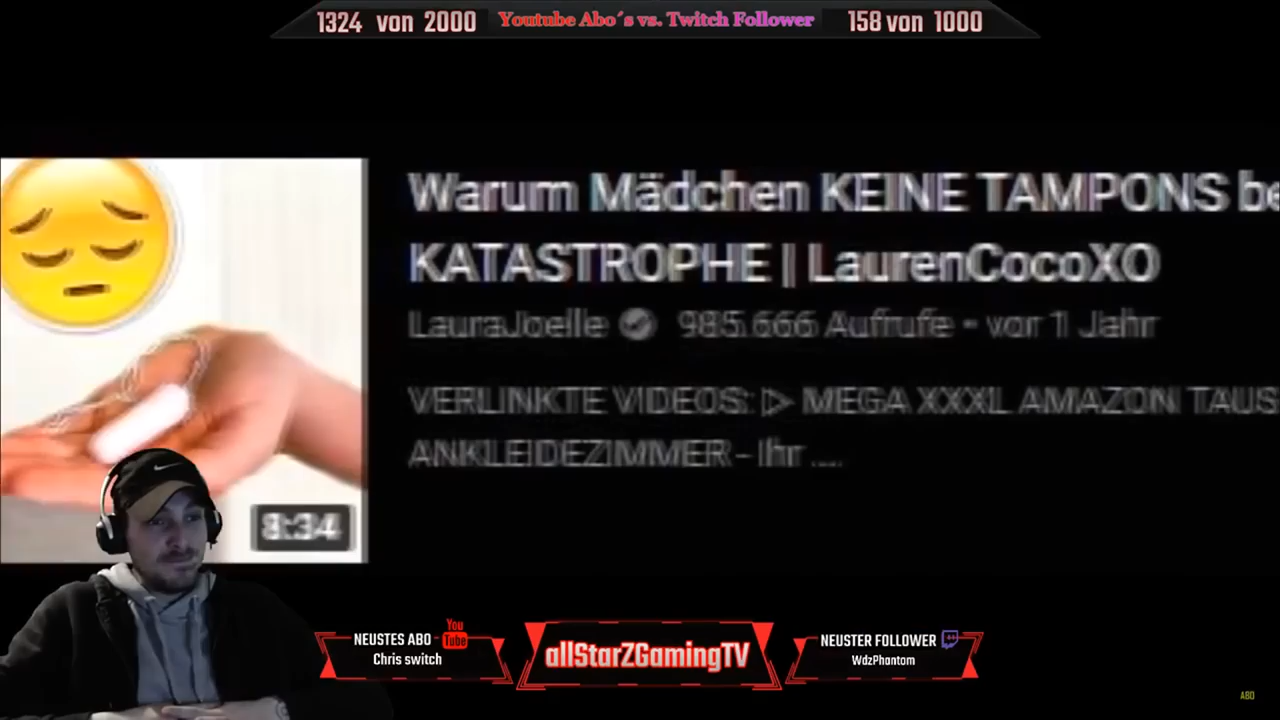 1324 von 2000 Youtube Abo´s vs. Twitch Follower 158 von 1000
Warum Mädchen KEINE TAMPONS be
KATASTROPHE | LaurenCocoXO
LauraJoelle 985.666 Aufrufe • vor 1 Jahr
VERLINKTE VIDEOS: ▷ MEGA XXXL AMAZON TAUS
ANKLEIDEZIMMER - Ihr ....
8:34
NEUSTES ABO - You Tube
Chris switch
allStarZGamingTV
NEUSTER FOLLOWER
WdzPhantom
ABO